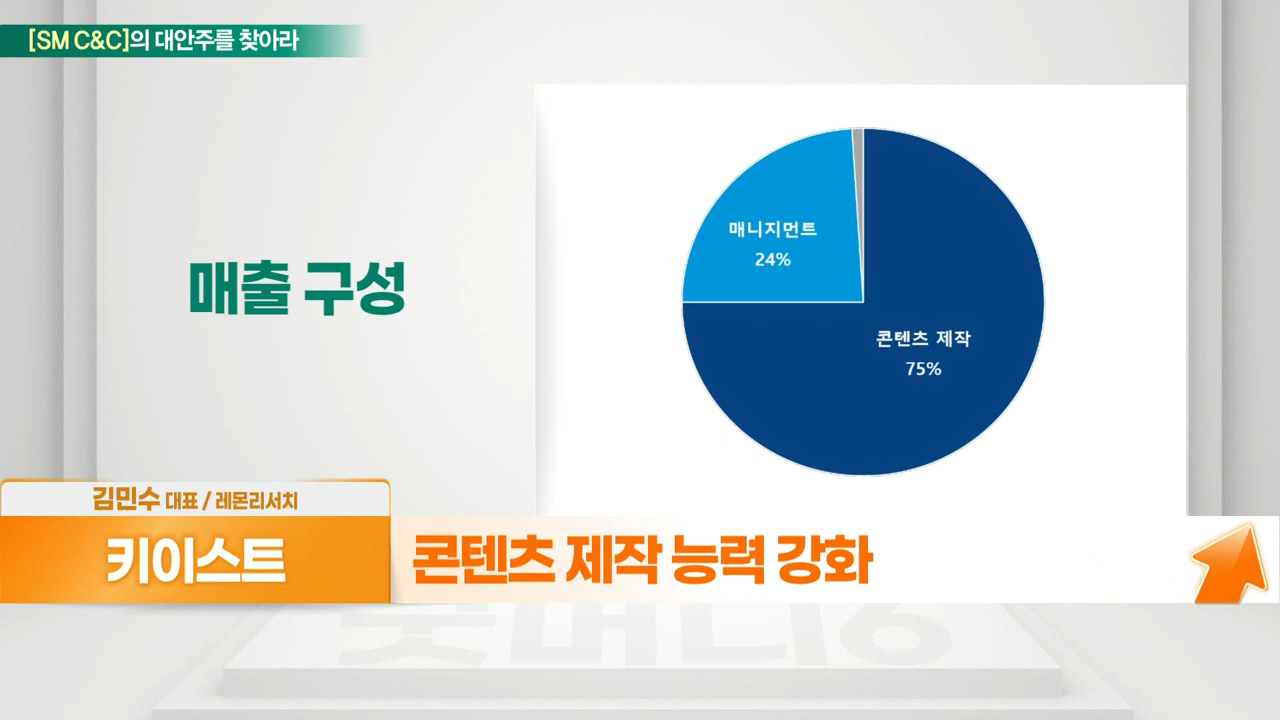 [SM C&C]의 대안주를 찾아라
매출 구성
매니지먼트
24%
콘텐츠 제작
75%
김민수 대표 / 레몬리서치
키이스트
콘텐츠 제작 능력 강화